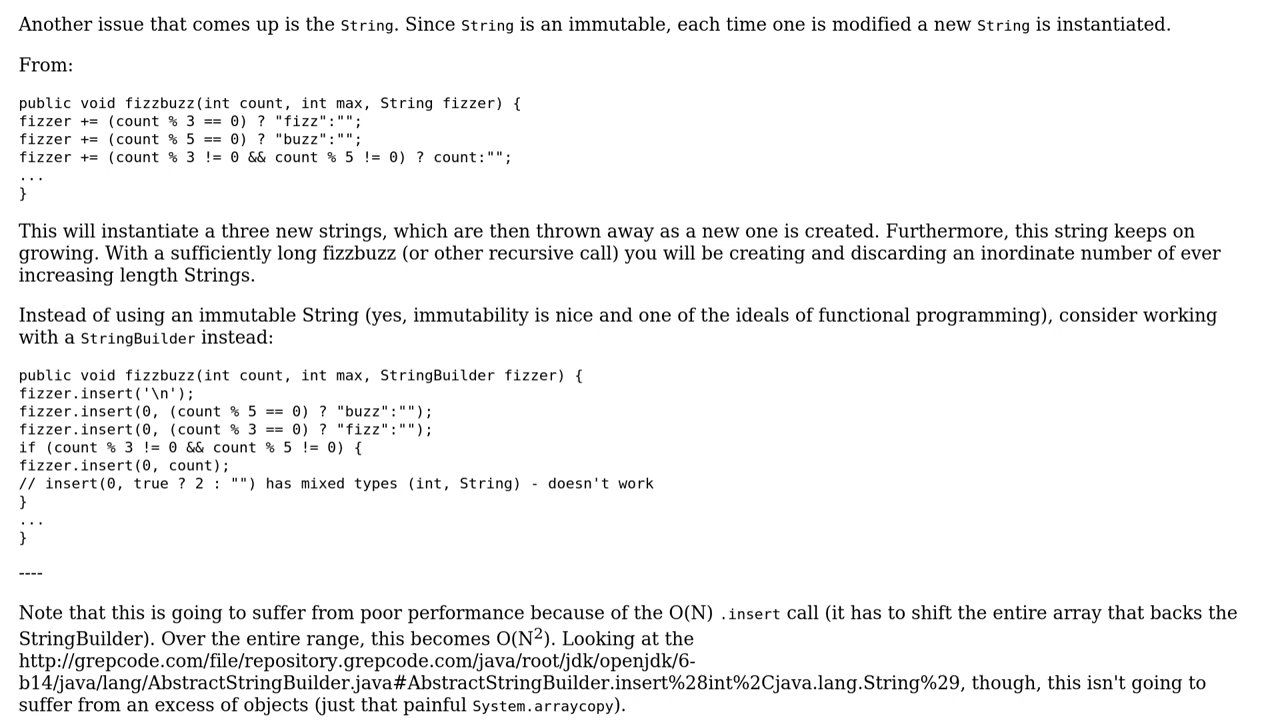 Another issue that comes up is the String. Since String is an immutable, each time one is modified a new String is instantiated.
From:
public void fizzbuzz(int count, int max, String fizzer) {
fizzer += (count % 3 == 0) ? "fizz":"";
fizzer += (count % 5 == 0) ? "buzz":"";
fizzer += (count % 3 != 0 && count % 5 != 0) ? count:"";
...
}
This will instantiate a three new strings, which are then thrown away as a new one is created. Furthermore, this string keeps on
growing. With a sufficiently long fizzbuzz (or other recursive call) you will be creating and discarding an inordinate number of ever
increasing length Strings.
Instead of using an immutable String (yes, immutability is nice and one of the ideals of functional programming), consider working
with a StringBuilder instead:
public void fizzbuzz(int count, int max, StringBuilder fizzer) {
fizzer.insert('\n');
fizzer.insert(0, (count % 5 == 0) ? "buzz":"");
fizzer.insert(0, (count % 3 == 0) ? "fizz":"");
if (count % 3 != 0 && count % 5 != 0) {
fizzer.insert(0, count);
// insert(0, true ? 2 : "") has mixed types (int, String) - doesn't work
}
...
}
----
Note that this is going to suffer from poor performance because of the O(N) .insert call (it has to shift the entire array that backs the
StringBuilder). Over the entire range, this becomes O(N²). Looking at the
http://grepcode.com/file/repository.grepcode.com/java/root/jdk/openjdk/6-
b14/java/lang/AbstractStringBuilder.java#AbstractStringBuilder.insert%28int%2Cjava.lang.String%29, though, this isn't going to
suffer from an excess of objects (just that painful System.arraycopy).